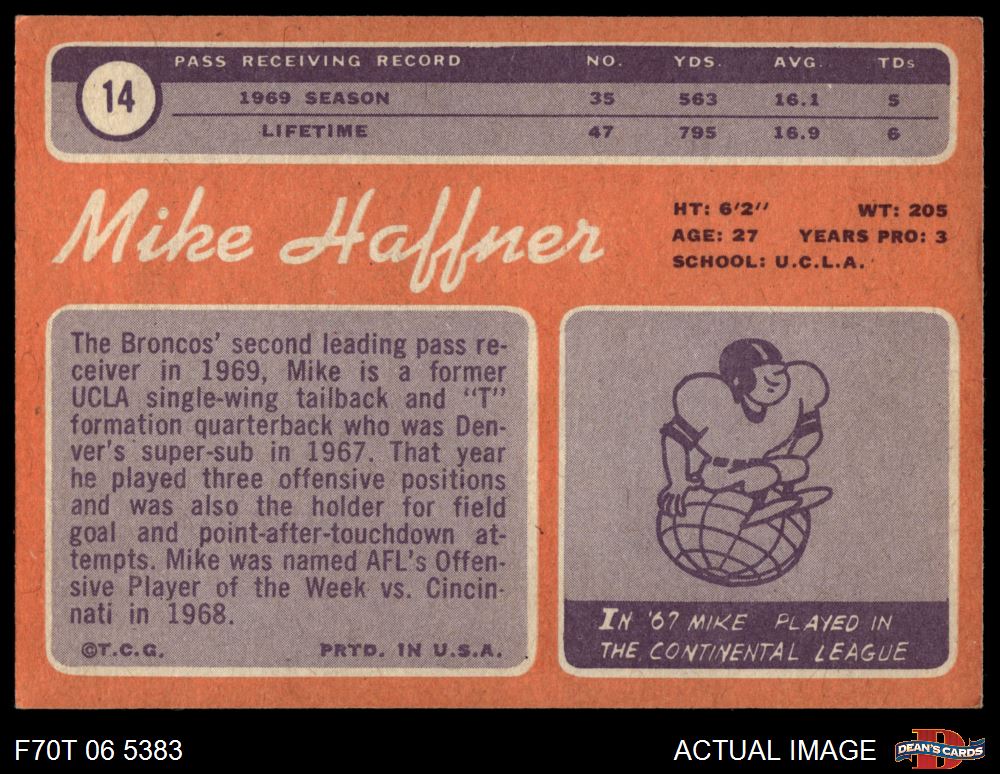 14
PASS RECEIVING RECORD NO. YDS. AVG. TDs
1969 SEASON 35 563 16.1 5
LIFETIME 47 795 16.9 6
Mike Haffner
HT: 6'2" WT: 205
AGE: 27 YEARS PRO: 3
SCHOOL: U.C.L.A.
The Broncos' second leading pass re-
ceiver in 1969, Mike is a former
UCLA single-wing tailback and "T"
formation quarterback who was Den-
ver's super-sub in 1967. That year
he played three offensive positions
and was also the holder for field
goal and point-after-touchdown at-
tempts. Mike was named AFL's Offen-
sive Player of the Week vs. Cincin-
nati in 1968.
©T.C.G. PRTD. IN U.S.A.
IN '67 MIKE PLAYED IN
THE CONTINENTAL LEAGUE
F70T 06 5383
ACTUAL IMAGE
DEAN'S CARDS